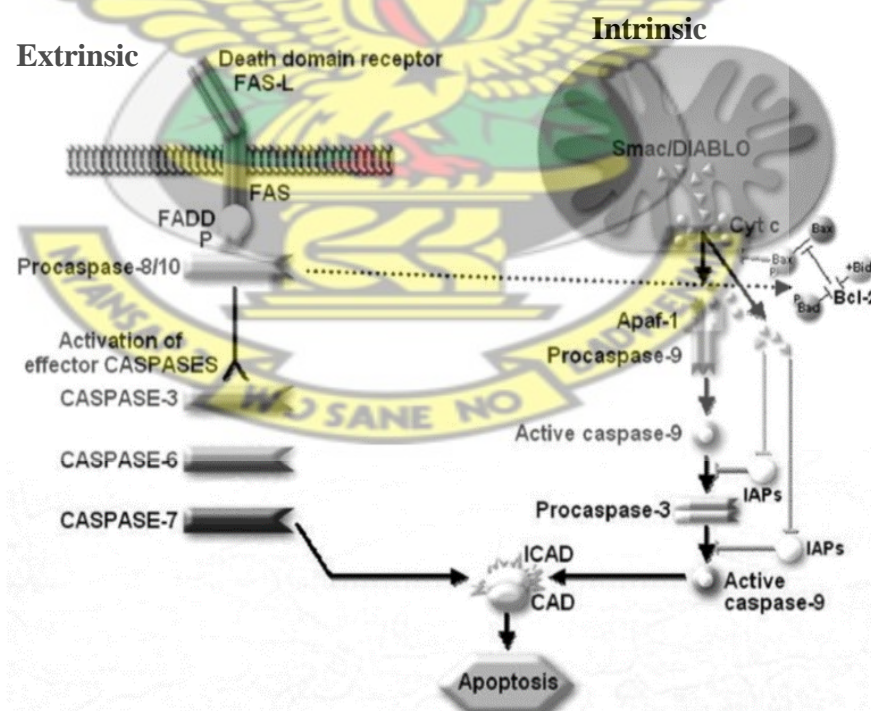 Extrinsic
Intrinsic
Death domain receptor
FAS-L
Smac/DIABLO
FAS
FADD
P
Cyt c
Bax
Bax
P
+Bid
Procaspase-8/10
P
Bad
Bcl-2
Apaf-1
Procaspase-9
Activation of
effector CASPASES
CASPASE-3
W SANE NO
BAD
Active caspase-9
CASPASE-6
IAPs
Procaspase-3
CASPASE-7
IAPs
ICAD
CAD
Active
caspase-9
Apoptosis